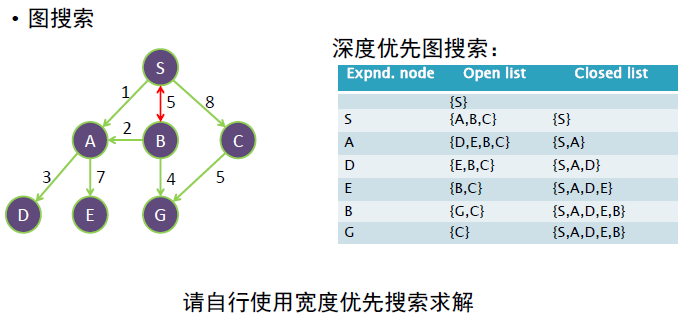 • 图搜索
深度优先图搜索：
S
1
5
8
A
2
B
C
3
7
4
5
D
E
G
Expnd. node Open list Closed list
{S}
S {A,B,C} {S}
A {D,E,B,C} {S,A}
D {E,B,C} {S,A,D}
E {B,C} {S,A,D,E}
B {G,C} {S,A,D,E,B}
G {C} {S,A,D,E,B}
请自行使用宽度优先搜索求解